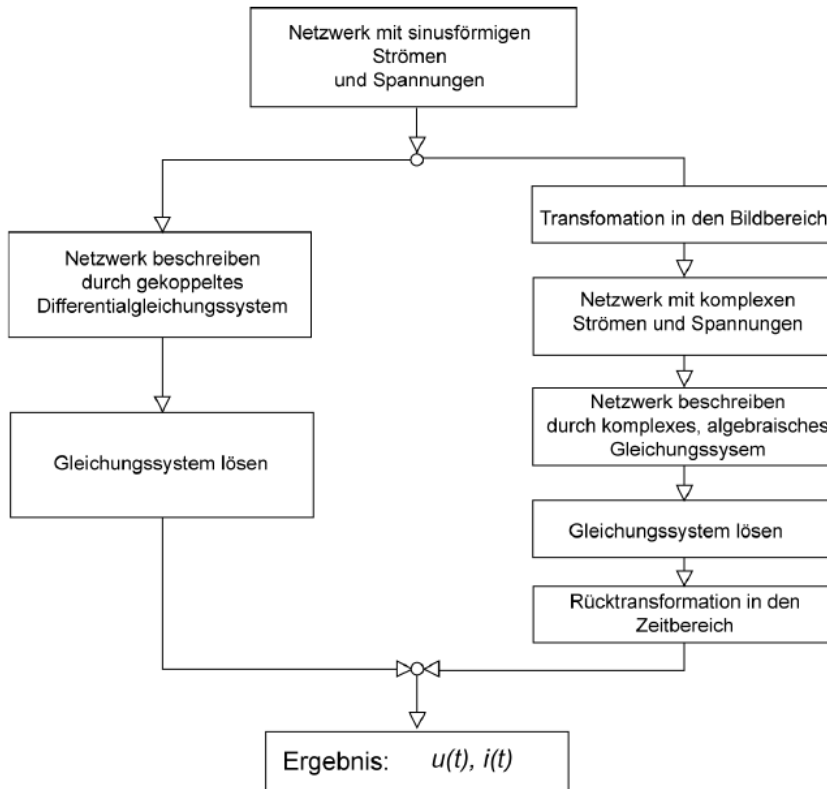 Netzwerk mit sinusförmigen
Strömen
und Spannungen
Netzwerk beschreiben
durch gekoppeltes
Differentialgleichungssystem
Gleichungssystem lösen
Transfomation in den Bildbereich
Netzwerk mit komplexen
Strömen und Spannungen
Netzwerk beschreiben
durch komplexes, algebraisches
Gleichungssysem
Gleichungssystem lösen
Rücktransformation in den
Zeitbereich
Ergebnis: u(t), i(t)